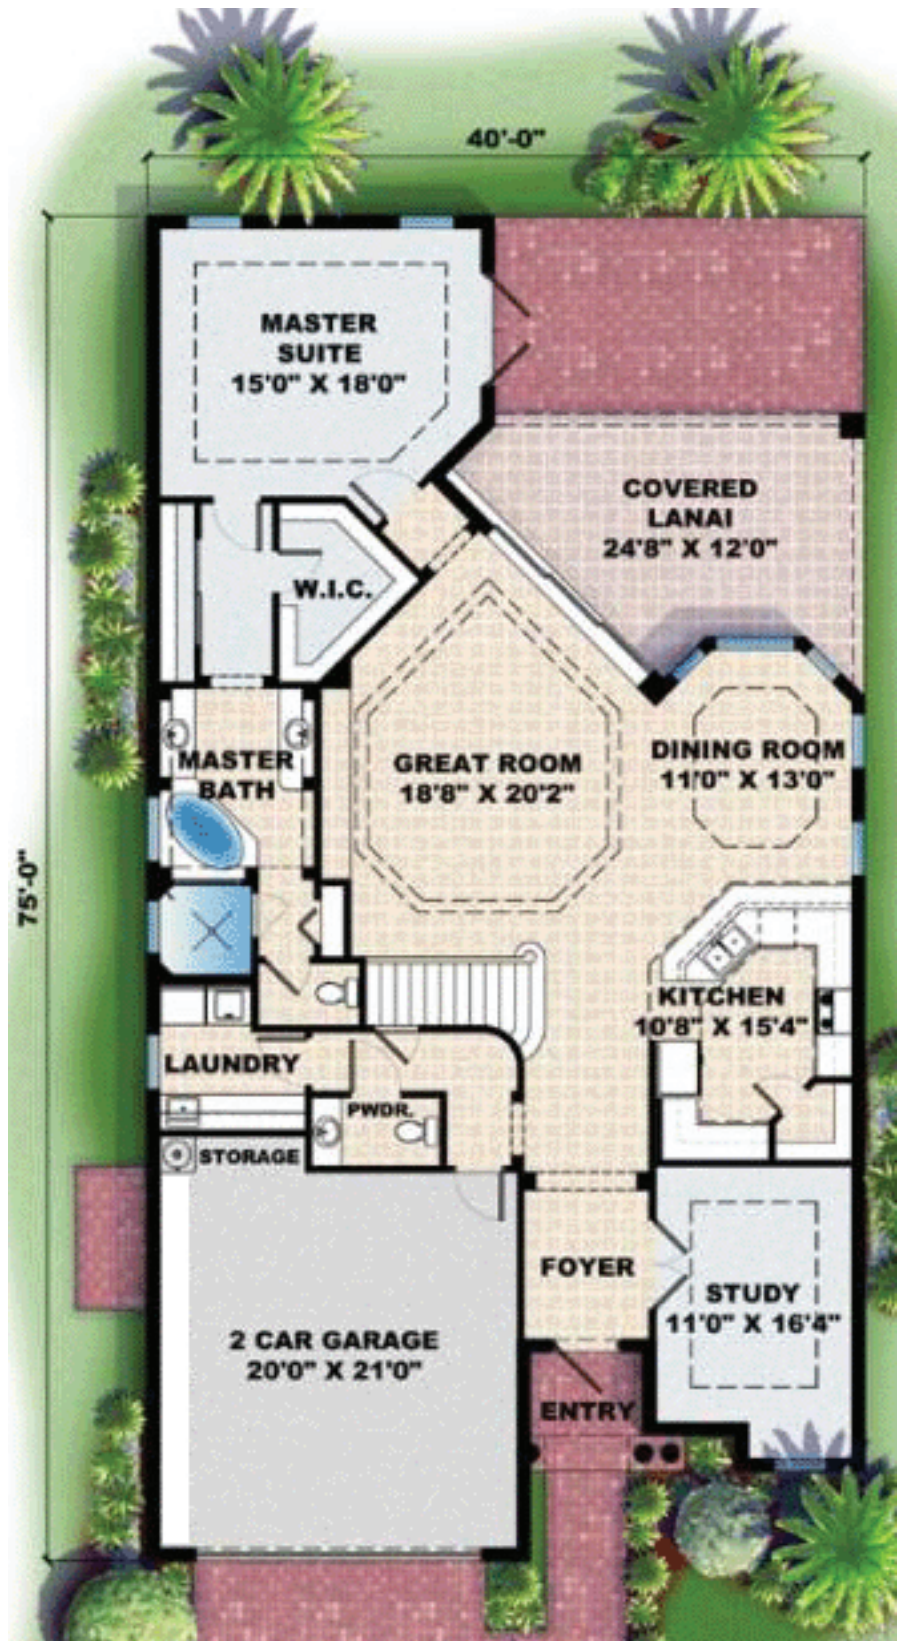 40'-0"
MASTER
SUITE
15'0" X 18'0"
COVERED
LANAI
24'8" X 12'0"
W.I.C.
MASTER
BATH
GREAT ROOM
18'8" X 20'2"
DINING ROOM
11'0" X 13'0"
75'-0"
KITCHEN
10'8" X 15'4"
LAUNDRY
PWDR.
STORAGE
FOYER
STUDY
11'0" X 16'4"
2 CAR GARAGE
20'0" X 21'0"
ENTRY